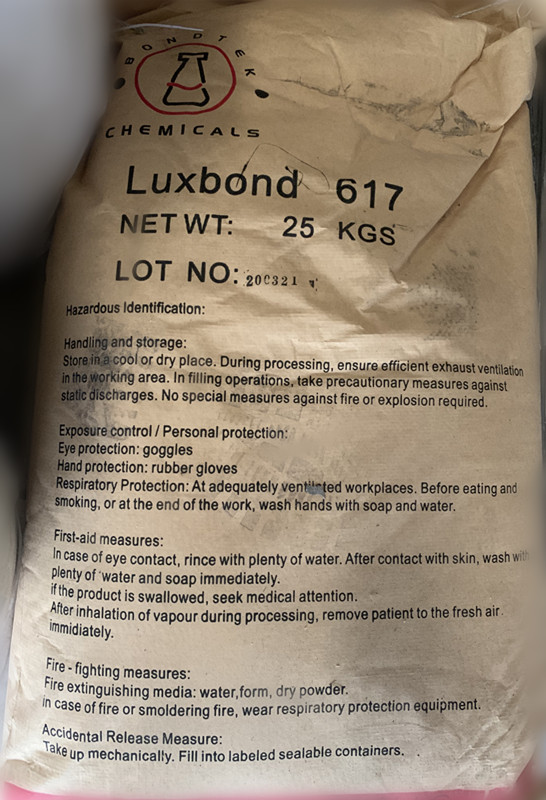 BONDTEK
CHEMICALS
Luxbond 617
NET WT: 25 KGS
LOT NO: 200321
Hazardous Identification:
Handling and storage:
Store in a cool or dry place. During processing, ensure efficient exhaust ventilation
in the working area. In filling operations, take precautionary measures against
static discharges. No special measures against fire or explosion required.
Exposure control / Personal protection:
Eye protection: goggles
Hand protection: rubber gloves
Respiratory Protection: At adequately ventilated workplaces. Before eating and
smoking, or at the end of the work, wash hands with soap and water.
First-aid measures:
In case of eye contact, rince with plenty of water. After contact with skin, wash with
plenty of water and soap immediately.
if the product is swallowed, seek medical attention.
After inhalation of vapour during processing, remove patient to the fresh air
immidiately.
Fire - fighting measures:
Fire extinguishing media: water,form, dry powder.
in case of fire or smoldering fire, wear respiratory protection equipment.
Accidental Release Measure:
Take up mechanically. Fill into labeled sealable containers.